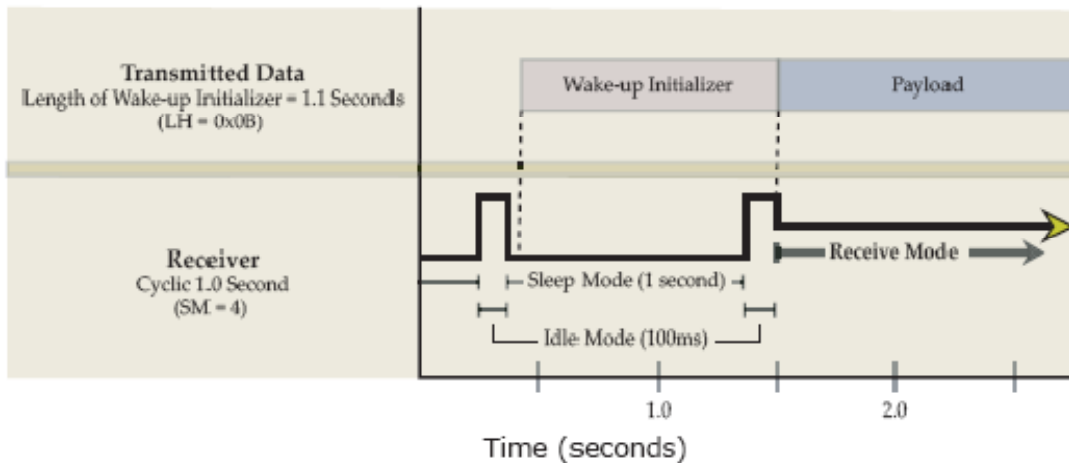 Transmitted Data
Length of Wake-up Initializer = 1.1 Seconds
(LH = 0x0B)
Wake-up Initializer
Payload
Receiver
Cyclic 1.0 Second
(SM = 4)
Receive Mode
Sleep Mode (1 second)
Idle Mode (100ms)
1.0
2.0
Time (seconds)